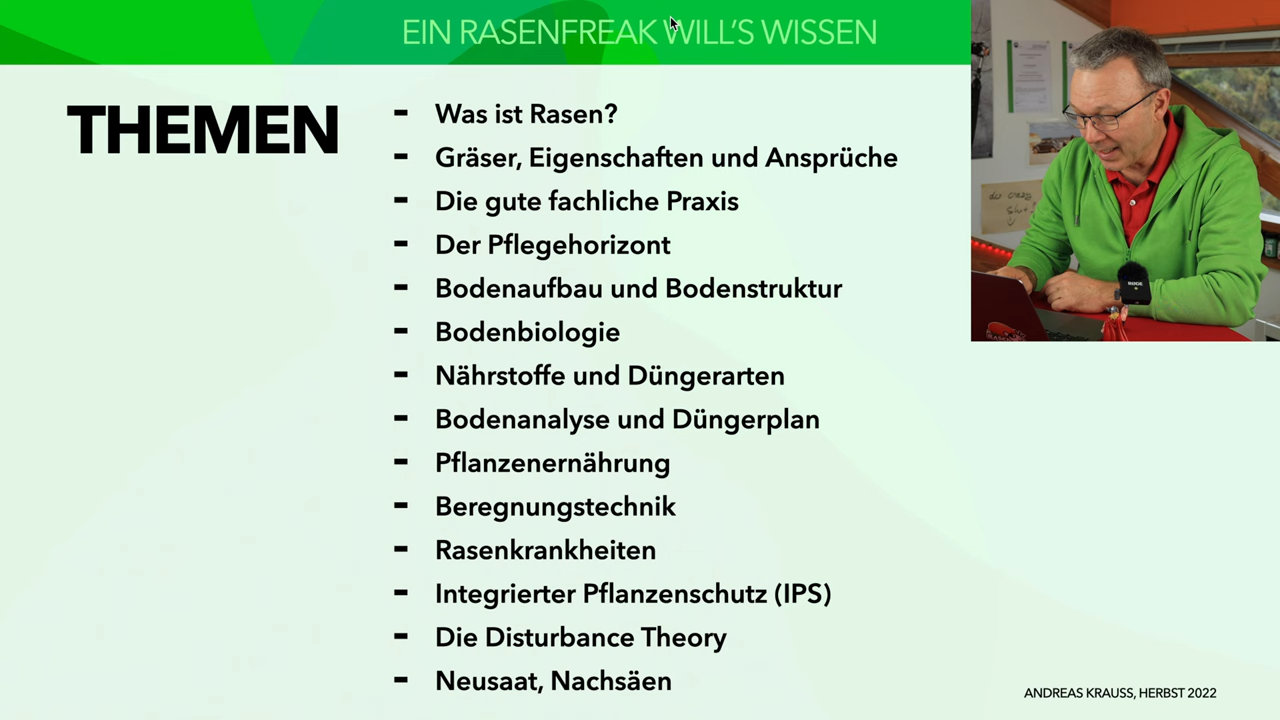 EIN RASENFREAK WILL'S WISSEN
THEMEN
- Was ist Rasen?
- Gräser, Eigenschaften und Ansprüche
- Die gute fachliche Praxis
- Der Pflegehorizont
- Bodenaufbau und Bodenstruktur
- Bodenbiologie
- Nährstoffe und Düngerarten
- Bodenanalyse und Düngerplan
- Pflanzenernährung
- Beregnungstechnik
- Rasenkrankheiten
- Integrierter Pflanzenschutz (IPS)
- Die Disturbance Theory
- Neusaat, Nachsäen
RØDE
ANDREAS KRAUSS, HERBST 2022